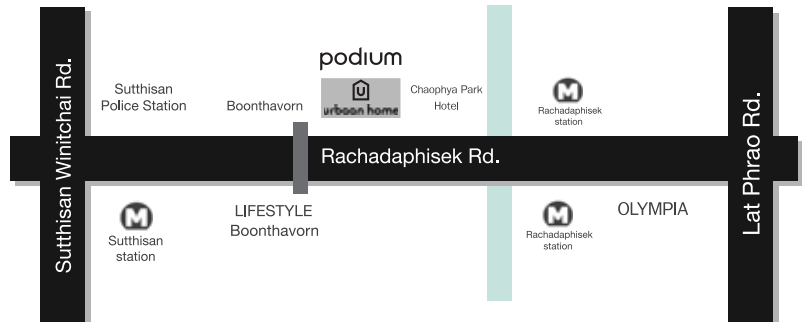 podıum
urbaan home
Sutthisan
Police Station
Boonthavorn
Chaophya Park
Hotel
M
Rachadaphisek
station
Sutthisan Winitchai Rd.
Rachadaphisek Rd.
Lat Phrao Rd.
M
Sutthisan
station
LIFESTYLE
Boonthavorn
M
Rachadaphisek
station
OLYMPIA